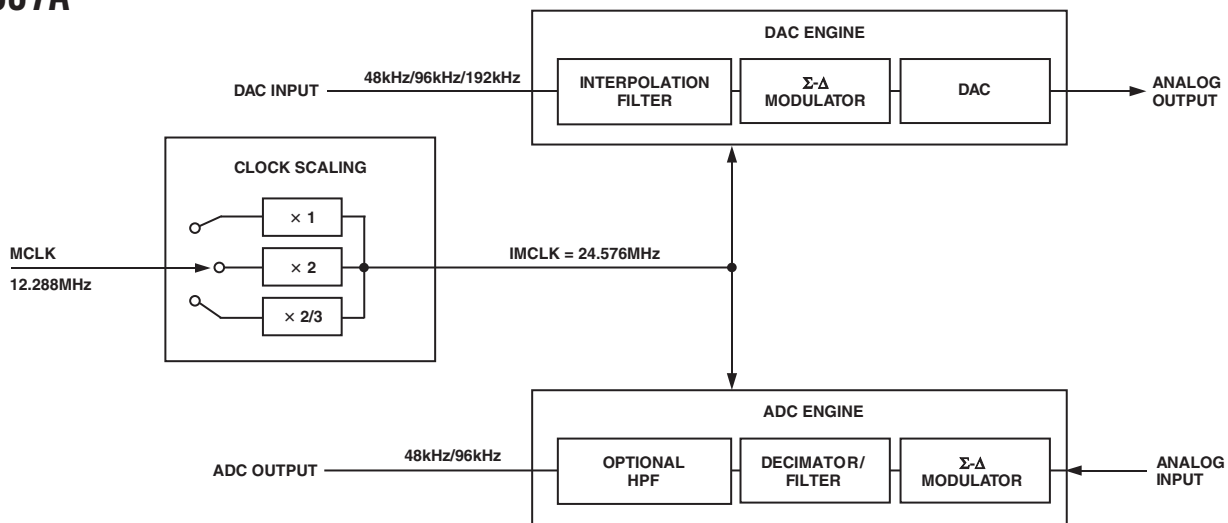 DAC ENGINE
48kHz/96kHz/192kHz
DAC INPUT
INTERPOLATION
FILTER
Σ-Δ
MODULATOR
DAC
ANALOG
OUTPUT
CLOCK SCALING
× 1
MCLK
12.288MHz
× 2
IMCLK = 24.576MHz
× 2/3
ADC ENGINE
48kHz/96kHz
ADC OUTPUT
OPTIONAL
HPF
DECIMATOR/
FILTER
Σ-Δ
MODULATOR
ANALOG
INPUT